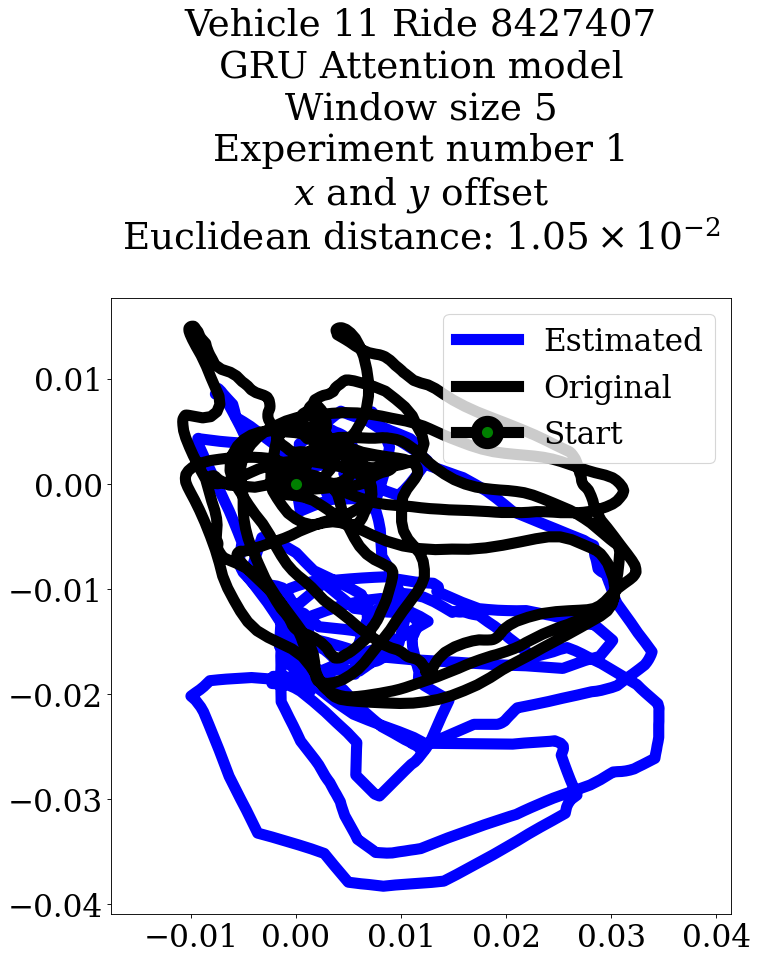 Vehicle 11 Ride 8427407
GRU Attention model
Window size 5
Experiment number 1
x and y offset
Euclidean distance: 1.05 × 10⁻²
Estimated
Original
Start
0.01
0.00
−0.01
−0.02
−0.03
−0.04
−0.01 0.00 0.01 0.02 0.03 0.04